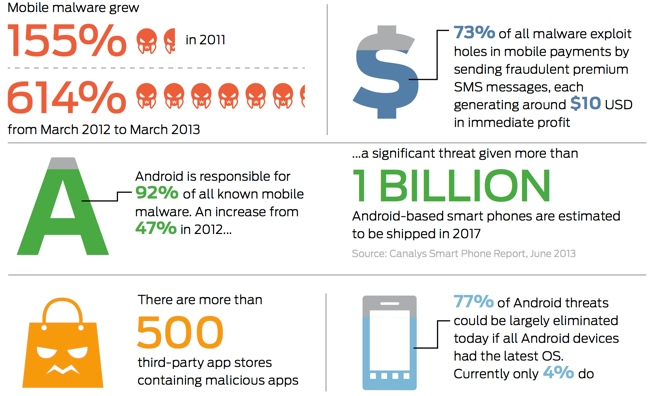 Mobile malware grew
155% in 2011
614%
from March 2012 to March 2013
73% of all malware exploit
holes in mobile payments by
sending fraudulent premium
SMS messages, each
generating around $10 USD
in immediate profit
Android is responsible for
92% of all known mobile
malware. An increase from
47% in 2012...
...a significant threat given more than
1 BILLION
Android-based smart phones are estimated
to be shipped in 2017
Source: Canalys Smart Phone Report, June 2013
There are more than
500
third-party app stores
containing malicious apps
77% of Android threats
could be largely eliminated
today if all Android devices
had the latest OS.
Currently only 4% do